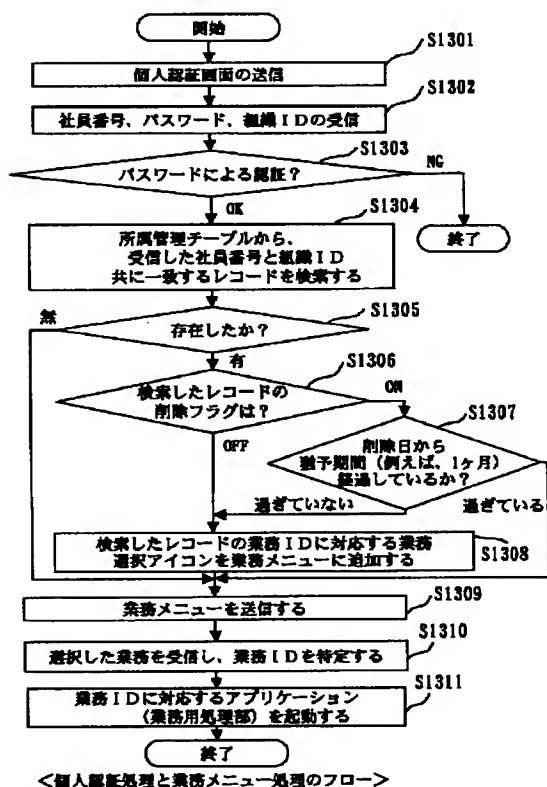 開始
S1301
個人認証画面の送信
S1302
社員番号、パスワード、組織IDの受信
S1303
パスワードによる認証?
NG
OK
終了
S1304
所属管理テーブルから、
受信した社員番号と組織ID
共に一致するレコードを検索する
S1305
無
存在したか?
有
S1306
検索したレコードの
削除フラグは?
ON
OFF
S1307
削除日から
猶予期間(例えば、1ヶ月)
経過しているか?
過ぎていない
過ぎている
検索したレコードの業務IDに対応する業務
選択アイコンを業務メニューに追加する
S1308
S1309
業務メニューを送信する
S1310
選択した業務を受信し、業務IDを特定する
S1311
業務IDに対応するアプリケーション
(業務用処理部)を起動する
終了
<個人認証処理と業務メニュー処理のフロー>